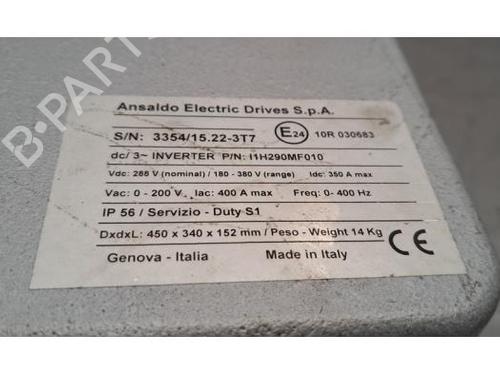 Ansaldo Electric Drives S.p.A.
S/N: 3354/15.22-3T7
E24 10R 030683
dc/ 3~ INVERTER P/N: I1H290MF010
Vdc: 288 V (nominal) / 180 - 380 V (range) Idc: 350 A max
Vac: 0 - 200 V Iac: 400 A max Freq: 0- 400 Hz
IP 56 / Servizio - Duty S1
DxdxL: 450 x 340 x 152 mm / Peso - Weight 14 Kg
CE
Genova - Italia Made in Italy
B-PARTS